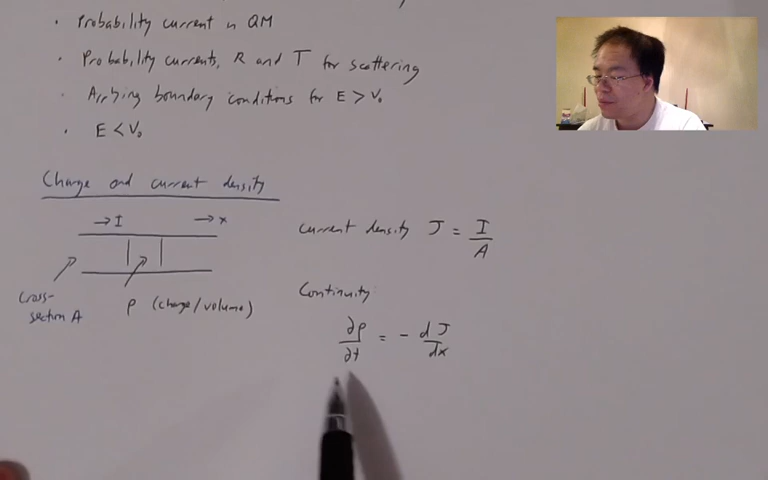 • Probability current in QM
• Probability currents, R and T for scattering
• Applying boundary conditions for E > V₀
• E < V₀
Charge and current density
→ I → x
Current density J = I/A
Continuity
Cross-section A
ρ (charge/volume)
∂ρ/∂t = - dJ/dx